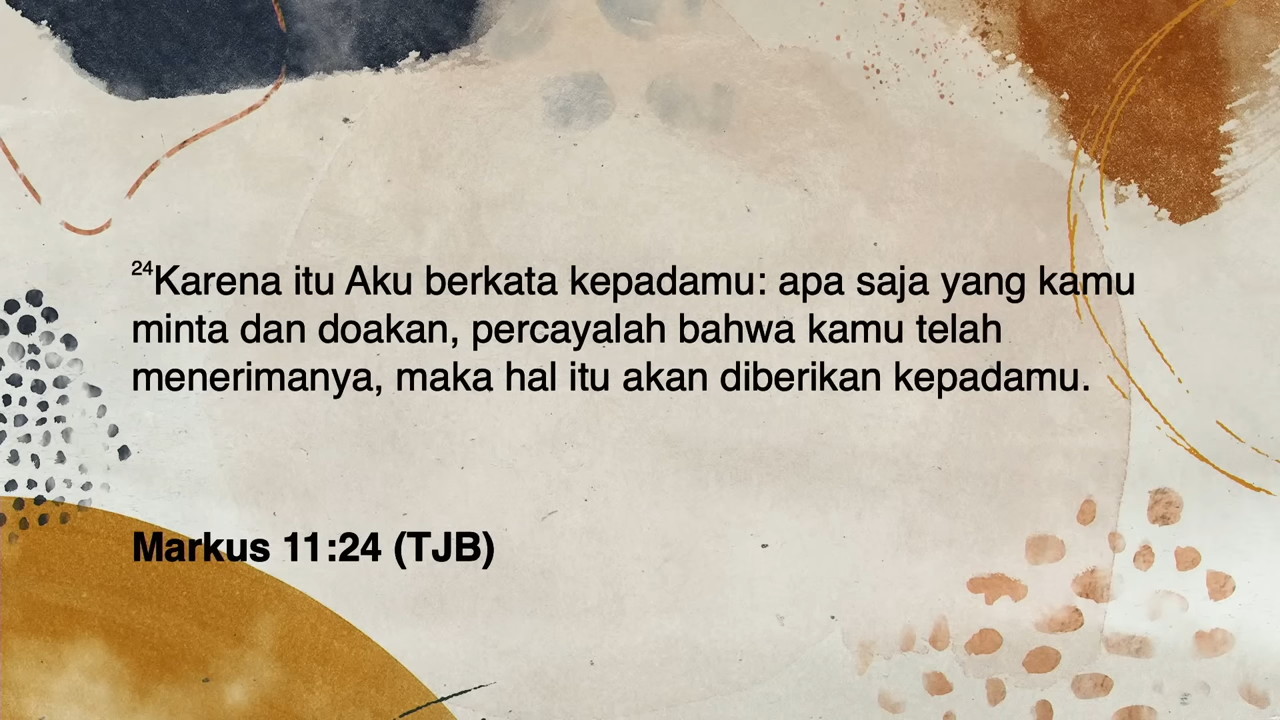 24Karena itu Aku berkata kepadamu: apa saja yang kamu
minta dan doakan, percayalah bahwa kamu telah
menerimanya, maka hal itu akan diberikan kepadamu.
Markus 11:24 (TJB)